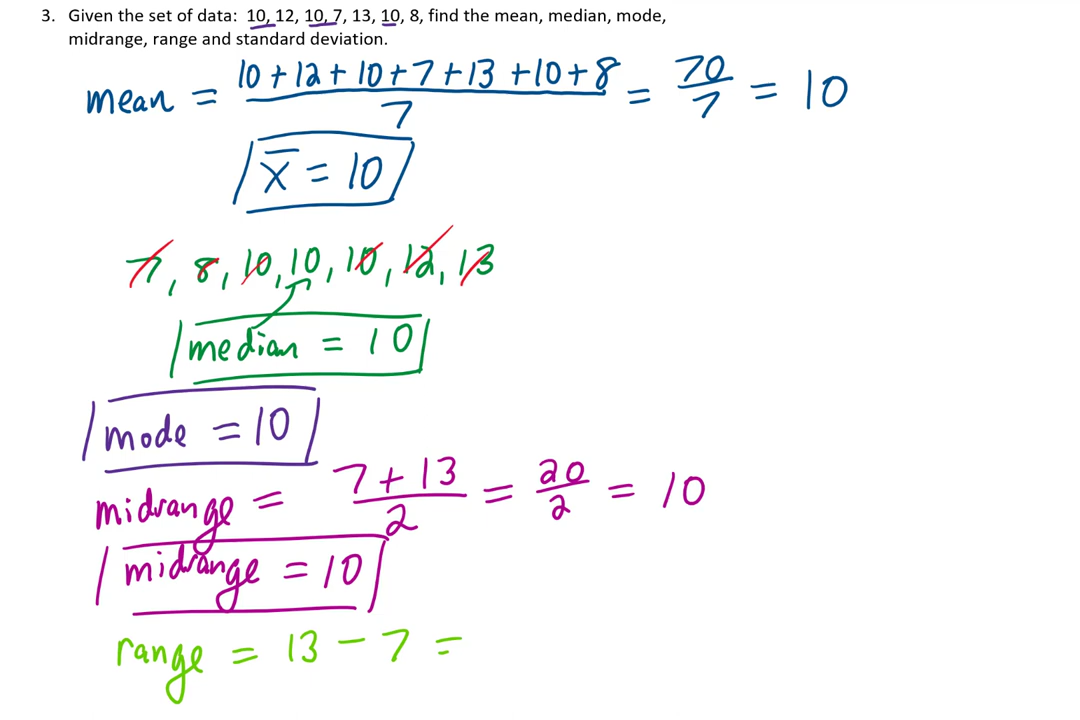 3. Given the set of data: 10, 12, 10, 7, 13, 10, 8, find the mean, median, mode,
midrange, range and standard deviation.
mean = 10 + 12 + 10 + 7 + 13 + 10 + 8 / 7 = 70 / 7 = 10
x̄ = 10
7, 8, 10, 10, 10, 12, 13
median = 10
mode = 10
midrange = 7 + 13 / 2 = 20 / 2 = 10
midrange = 10
range = 13 - 7 =